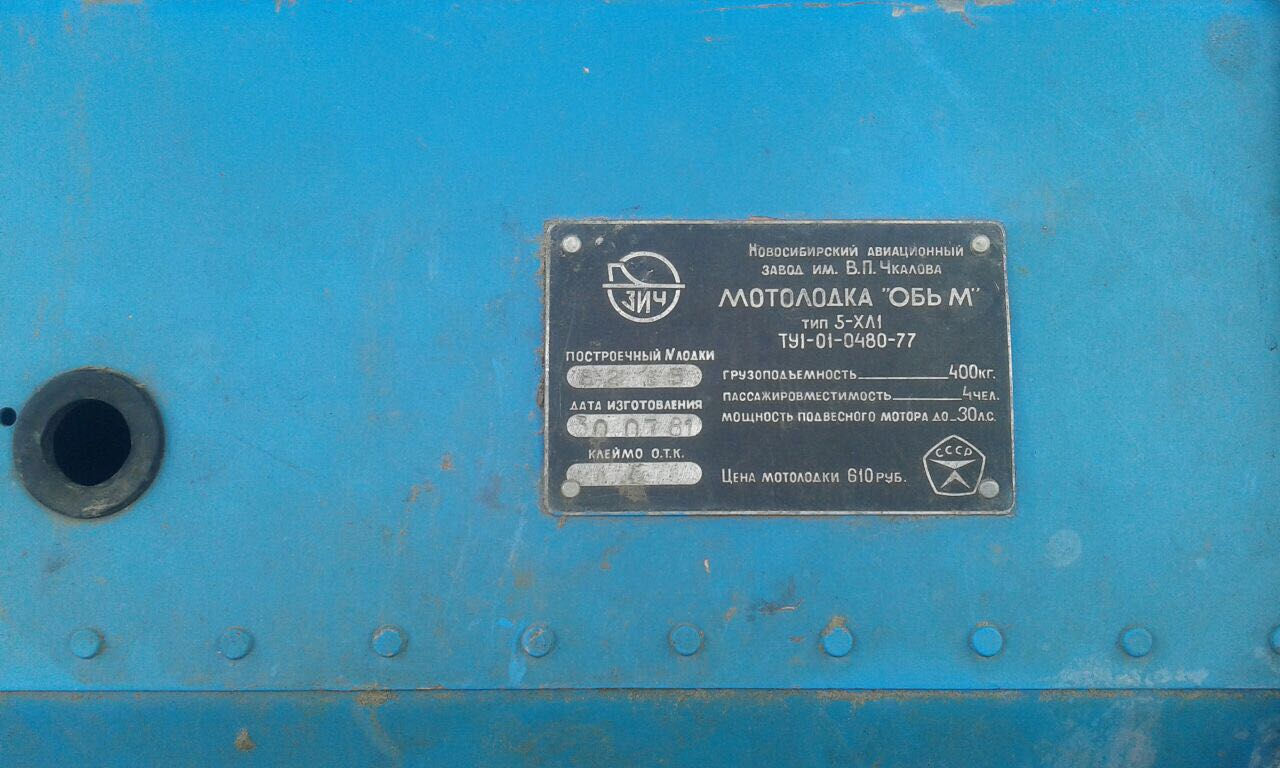 ЗИЧ
Новосибирский авиационный
завод им. В.П. Чкалова
МОТОЛОДКА "ОБЬ М"
тип 5-ХЛ1
ТУ1-01-0480-77
ПОСТРОЕЧНЫЙ N ЛОДКИ
ДАТА ИЗГОТОВЛЕНИЯ
30 07 81
КЛЕЙМО О.Т.К.
ГРУЗОПОДЪЕМНОСТЬ 400КГ.
ПАССАЖИРОВМЕСТИМОСТЬ 4ЧЕЛ.
МОЩНОСТЬ ПОДВЕСНОГО МОТОРА ДО 30Л.С.
Цена мотолодки 610 РУБ.
СССР